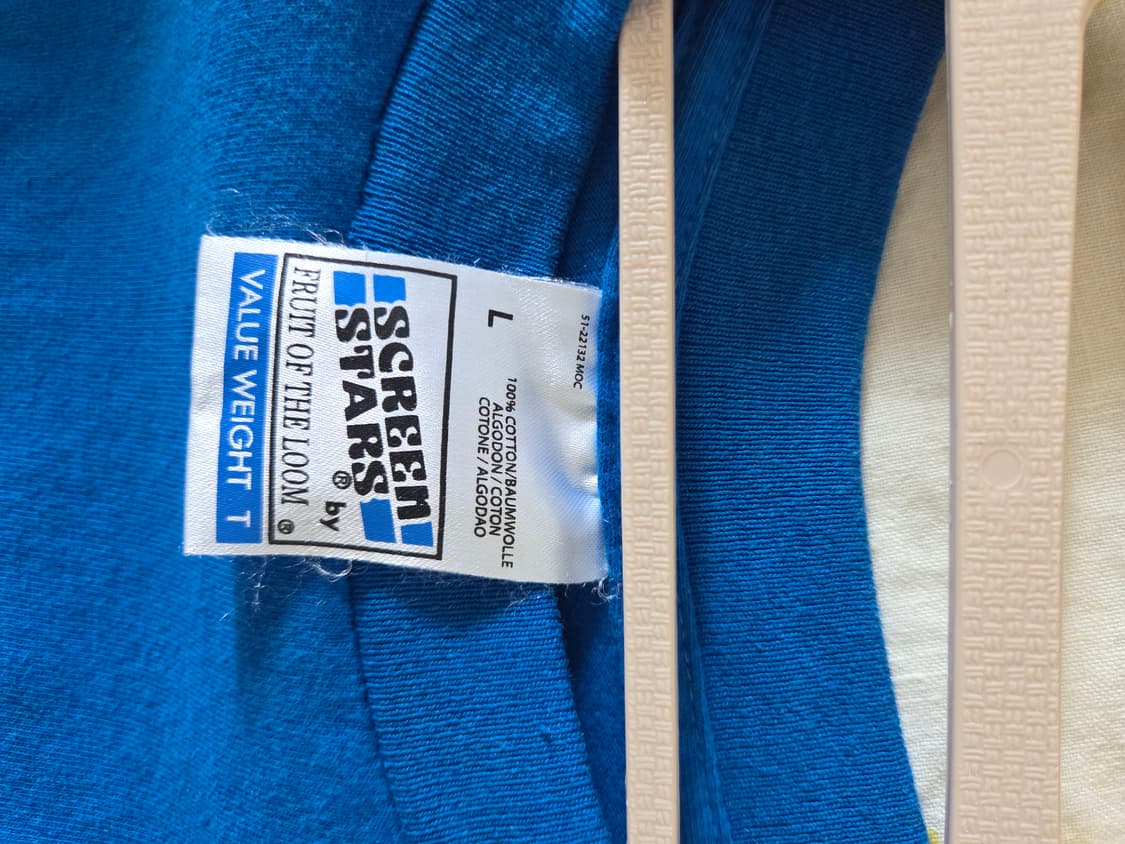 51-22132 MOC
L
100% COTTON/BAUMWOLLE
ALGODON / COTON
COTONE / ALGODAO
SCREEN
STARS® by
FRUIT OF THE LOOM®
VALUE WEIGHT T